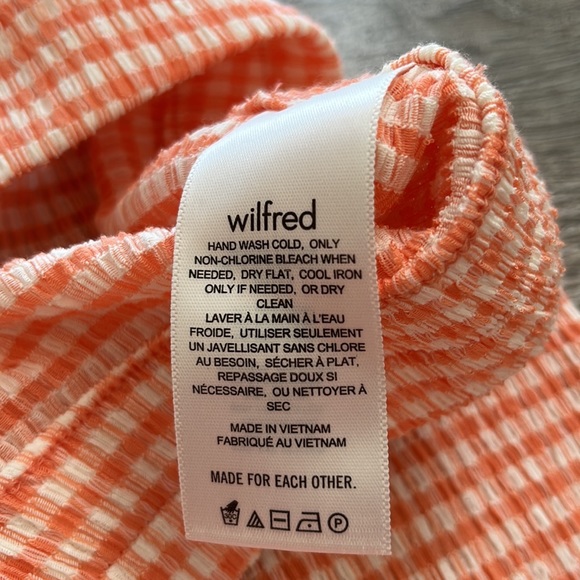 wilfred
HAND WASH COLD, ONLY
NON-CHLORINE BLEACH WHEN
NEEDED, DRY FLAT, COOL IRON
ONLY IF NEEDED, OR DRY
CLEAN
LAVER À LA MAIN À L'EAU
FROIDE, UTILISER SEULEMENT
UN JAVELLISANT SANS CHLORE
AU BESOIN, SÉCHER À PLAT,
REPASSAGE DOUX SI
NÉCESSAIRE, OU NETTOYER À
SEC
MADE IN VIETNAM
FABRIQUÉ AU VIETNAM
MADE FOR EACH OTHER.
P